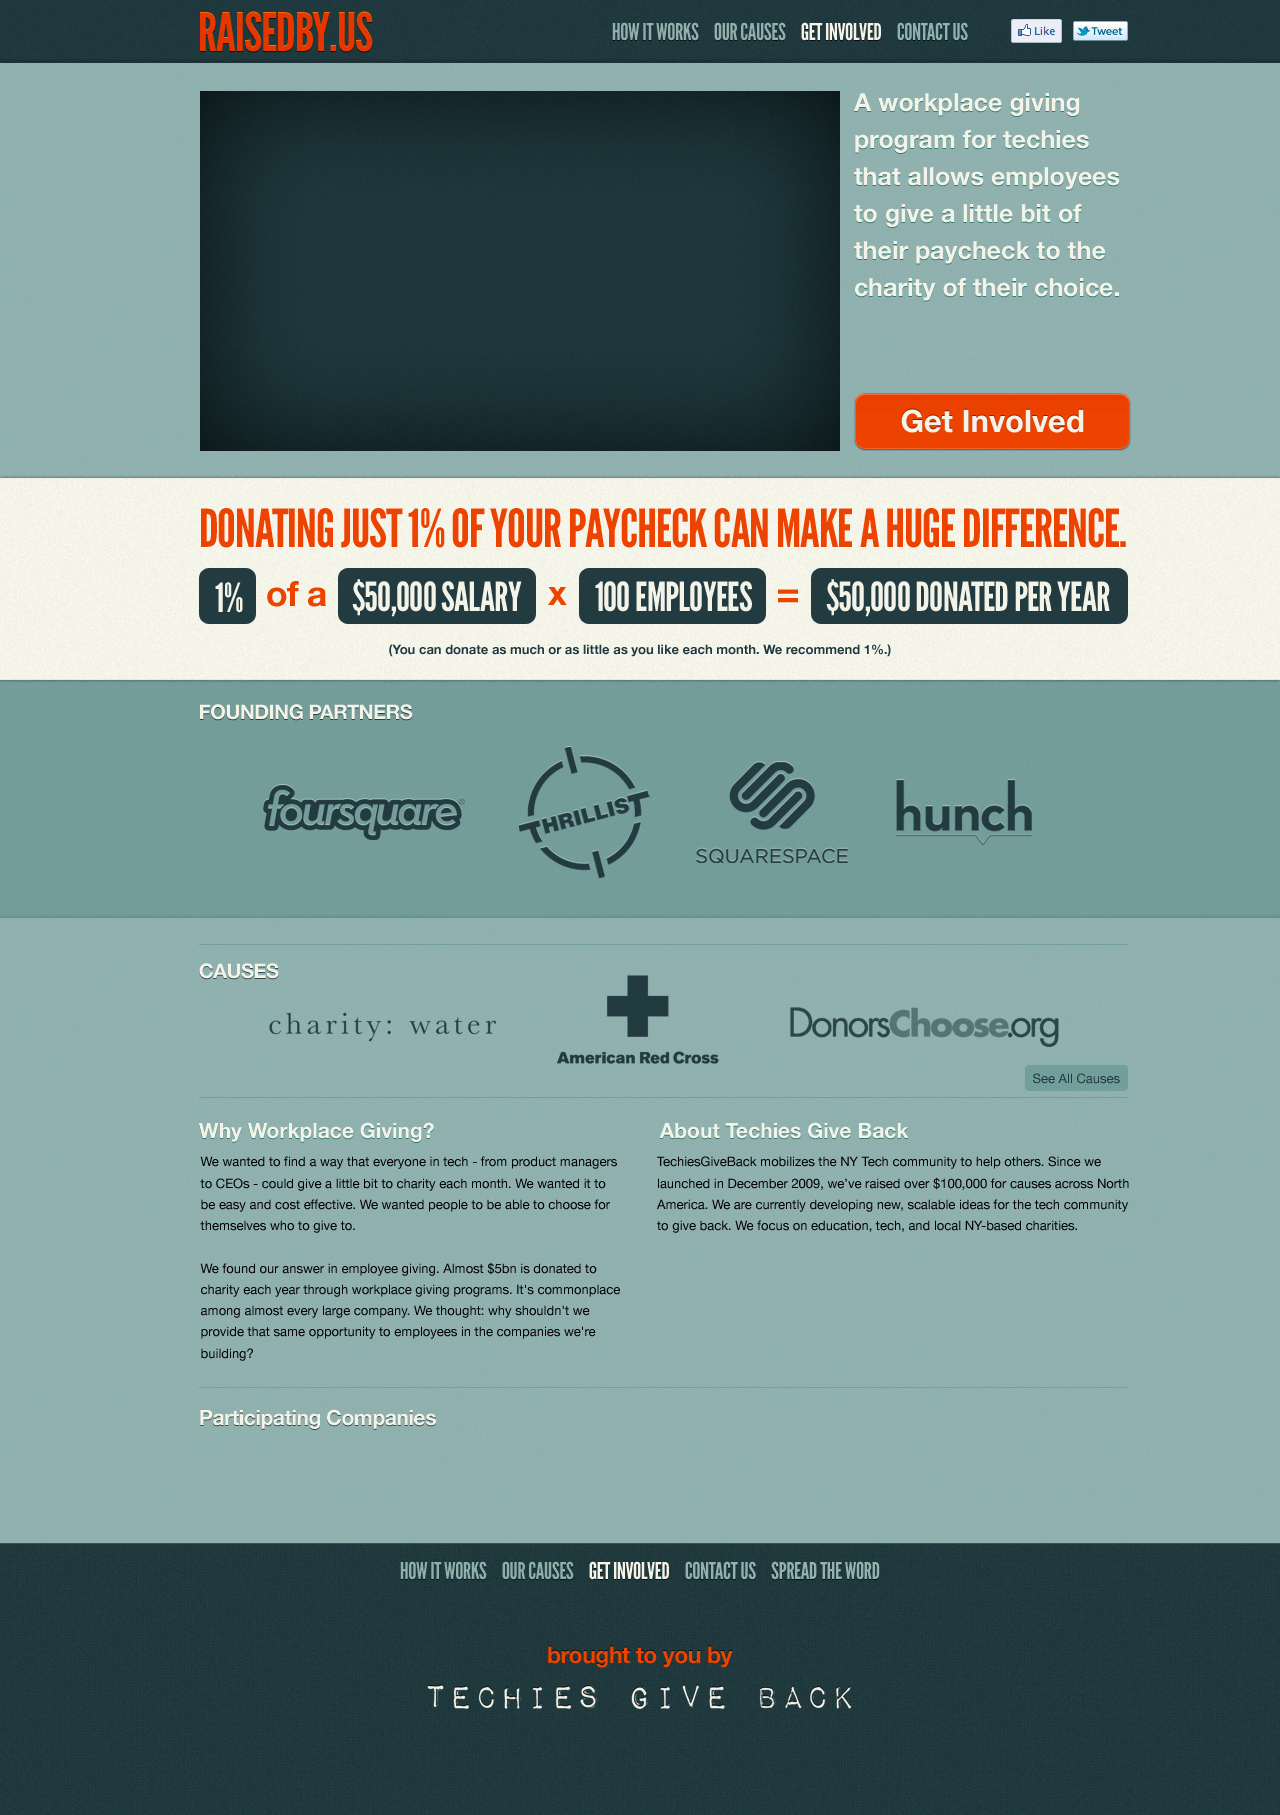 RAISEDBY.US
HOW IT WORKS OUR CAUSES GET INVOLVED CONTACT US
Like
Tweet
A workplace giving
program for techies
that allows employees
to give a little bit of
their paycheck to the
charity of their choice.
Get Involved
DONATING JUST 1% OF YOUR PAYCHECK CAN MAKE A HUGE DIFFERENCE.
1% of a $50,000 SALARY x 100 EMPLOYEES = $50,000 DONATED PER YEAR
(You can donate as much or as little as you like each month. We recommend 1%.)
FOUNDING PARTNERS
foursquare®
THRILLIST
SQUARESPACE
hunch
CAUSES
charity: water
American Red Cross
DonorsChoose.org
See All Causes
Why Workplace Giving?
We wanted to find a way that everyone in tech - from product managers
to CEOs - could give a little bit to charity each month. We wanted it to
be easy and cost effective. We wanted people to be able to choose for
themselves who to give to.
We found our answer in employee giving. Almost $5bn is donated to
charity each year through workplace giving programs. It's commonplace
among almost every large company. We thought: why shouldn't we
provide that same opportunity to employees in the companies we're
building?
About Techies Give Back
TechiesGiveBack mobilizes the NY Tech community to help others. Since we
launched in December 2009, we’ve raised over $100,000 for causes across North
America. We are currently developing new, scalable ideas for the tech community
to give back. We focus on education, tech, and local NY-based charities.
Participating Companies
HOW IT WORKS OUR CAUSES GET INVOLVED CONTACT US SPREAD THE WORD
brought to you by
TECHIES GIVE BACK